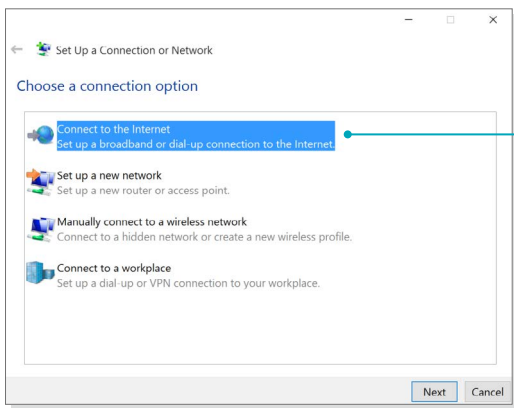 Set Up a Connection or Network
Choose a connection option
Connect to the Internet
Set up a broadband or dial-up connection to the Internet.
Set up a new network
Set up a new router or access point.
Manually connect to a wireless network
Connect to a hidden network or create a new wireless profile.
Connect to a workplace
Set up a dial-up or VPN connection to your workplace.
Next Cancel